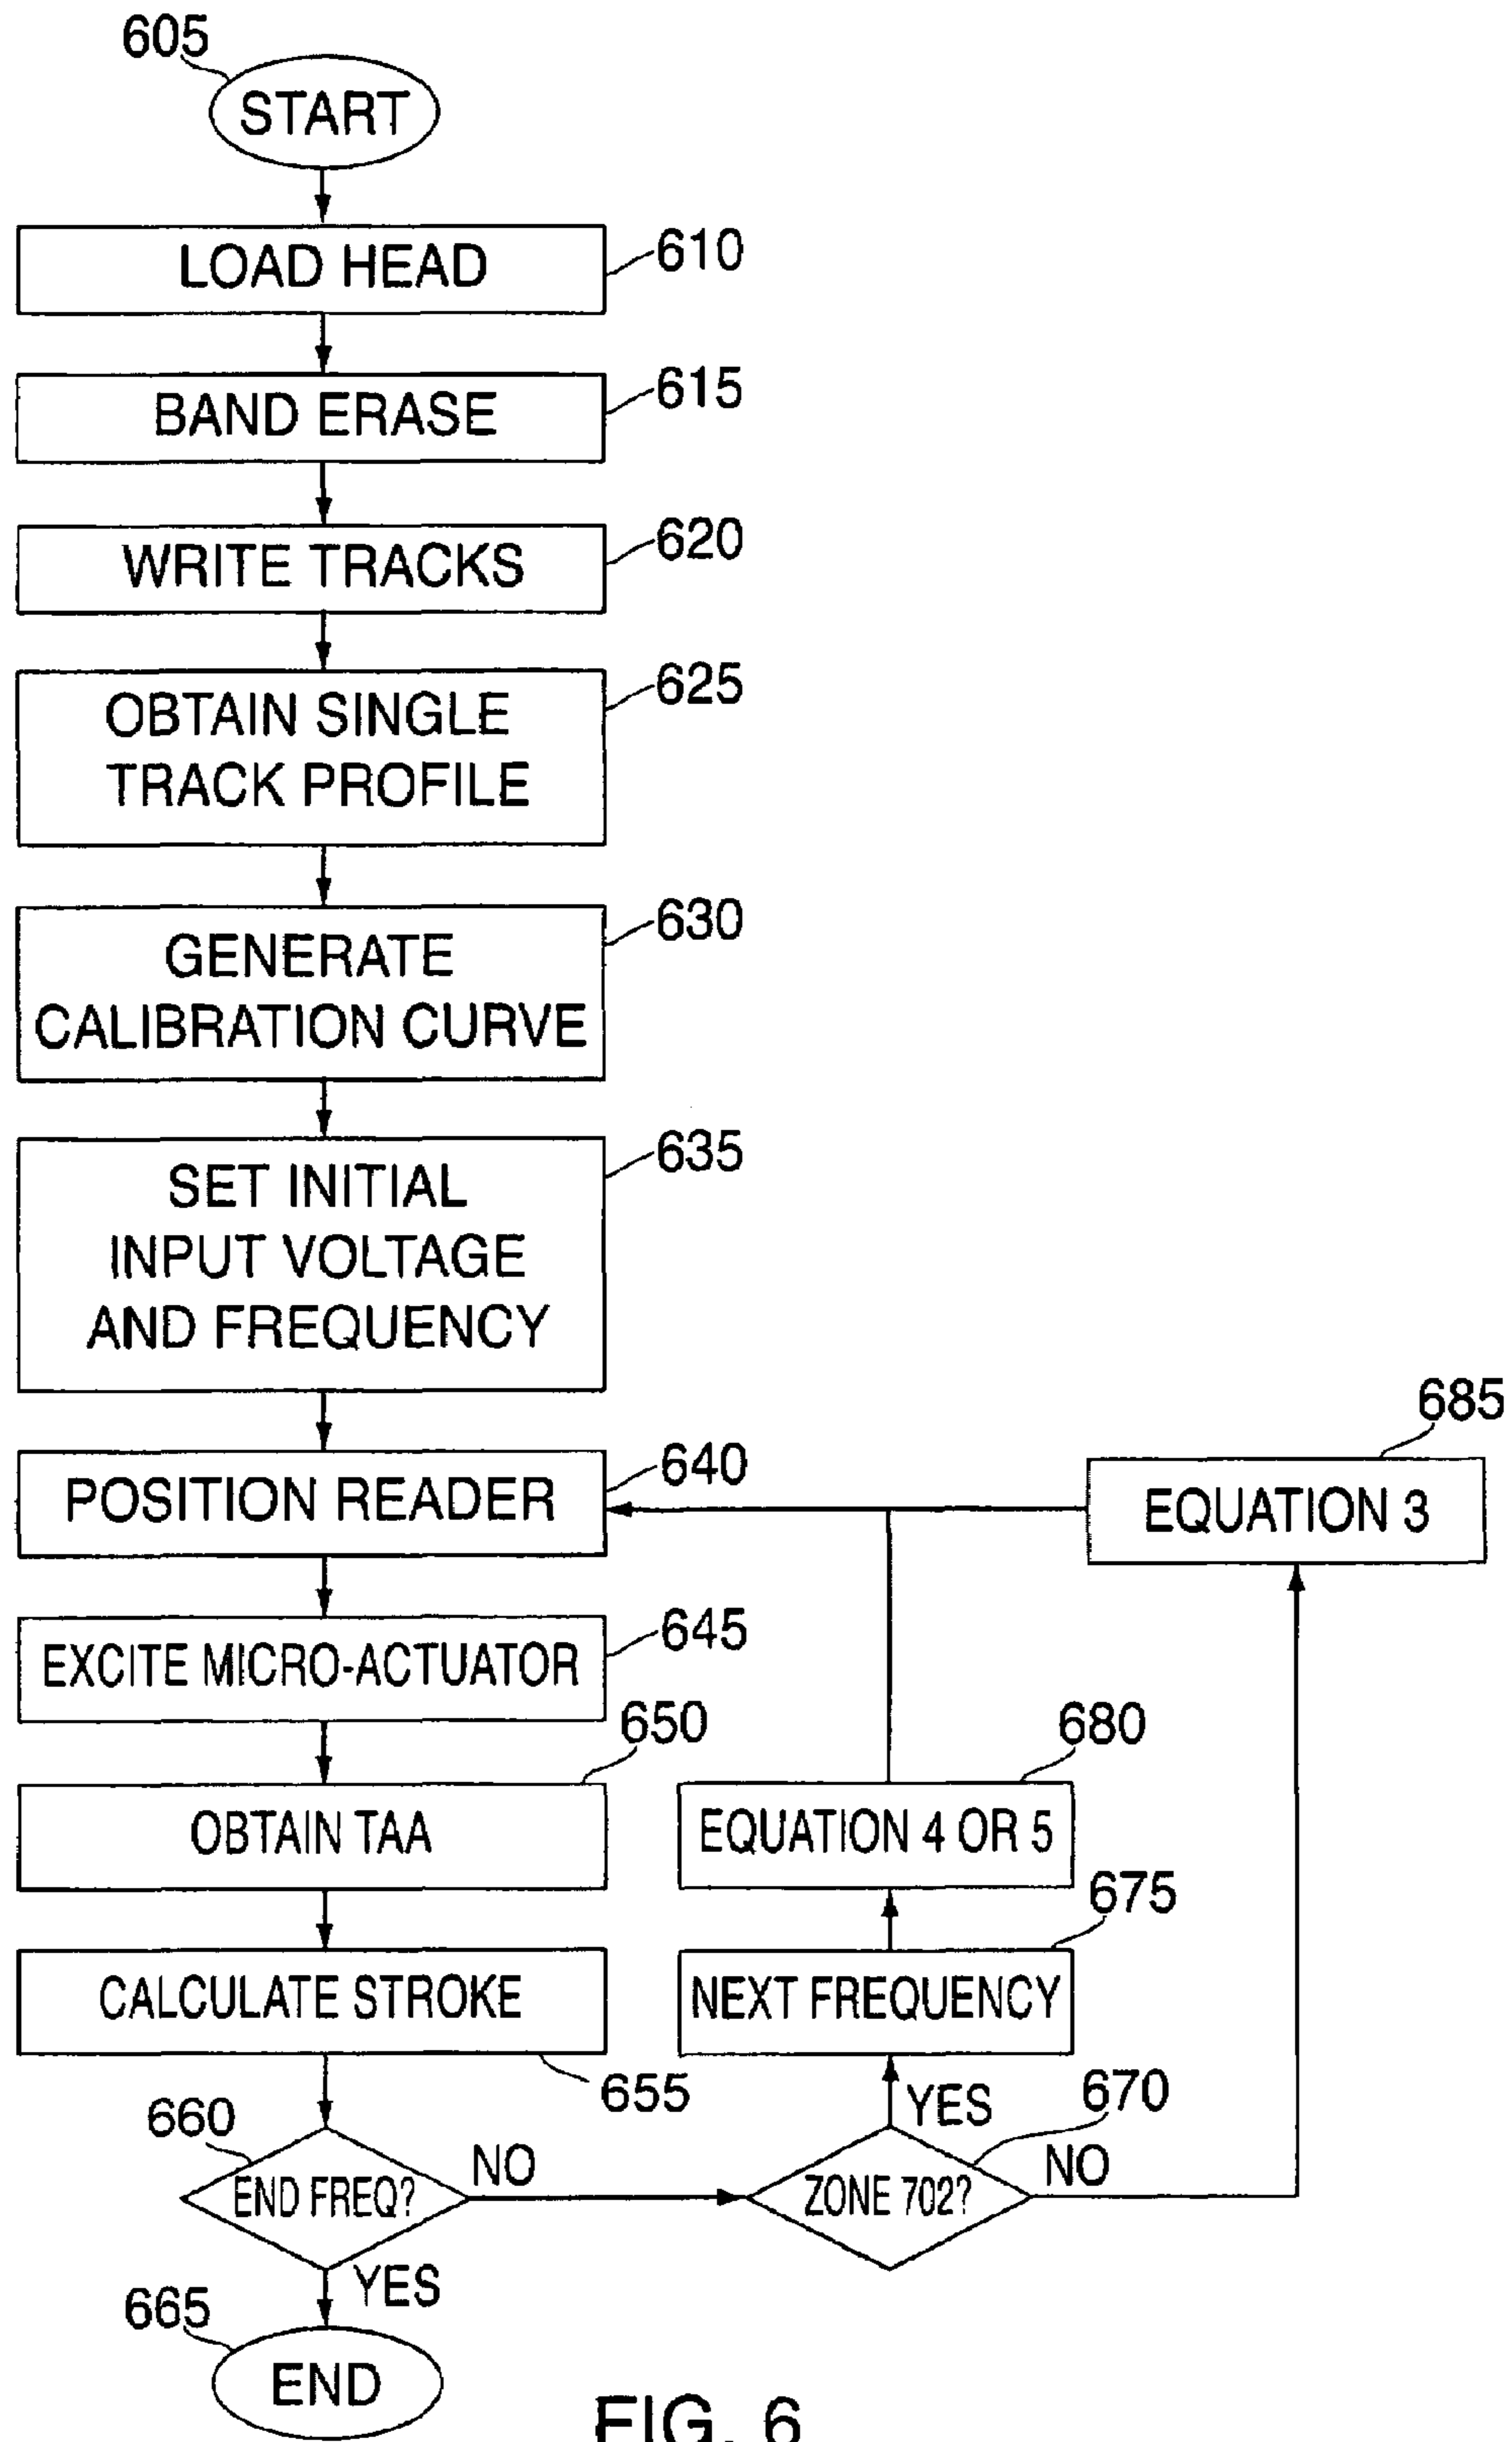 605
START
LOAD HEAD
610
BAND ERASE
615
WRITE TRACKS
620
OBTAIN SINGLE
TRACK PROFILE
625
GENERATE
CALIBRATION CURVE
630
SET INITIAL
INPUT VOLTAGE
AND FREQUENCY
635
POSITION READER
640
EQUATION 3
685
EXCITE MICRO-ACTUATOR
645
OBTAIN TAA
650
EQUATION 4 OR 5
680
CALCULATE STROKE
655
NEXT FREQUENCY
675
660
END FREQ?
NO
YES
ZONE 702?
670
YES
NO
665
END
FIG. 6